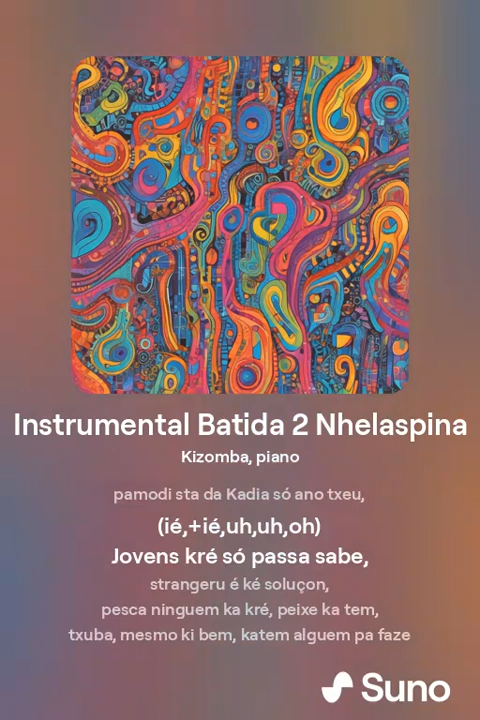 Instrumental Batida 2 Nhelaspina
Kizomba, piano
pamodi sta da Kadia só ano txeu,
(ié,+ié,uh,uh,oh)
Jovens kré só passa sabe,
strangeru é ké soluçon,
pesca ninguem ka kré, peixe ka tem,
txuba, mesmo ki bem, katem alguem pa faze
Suno